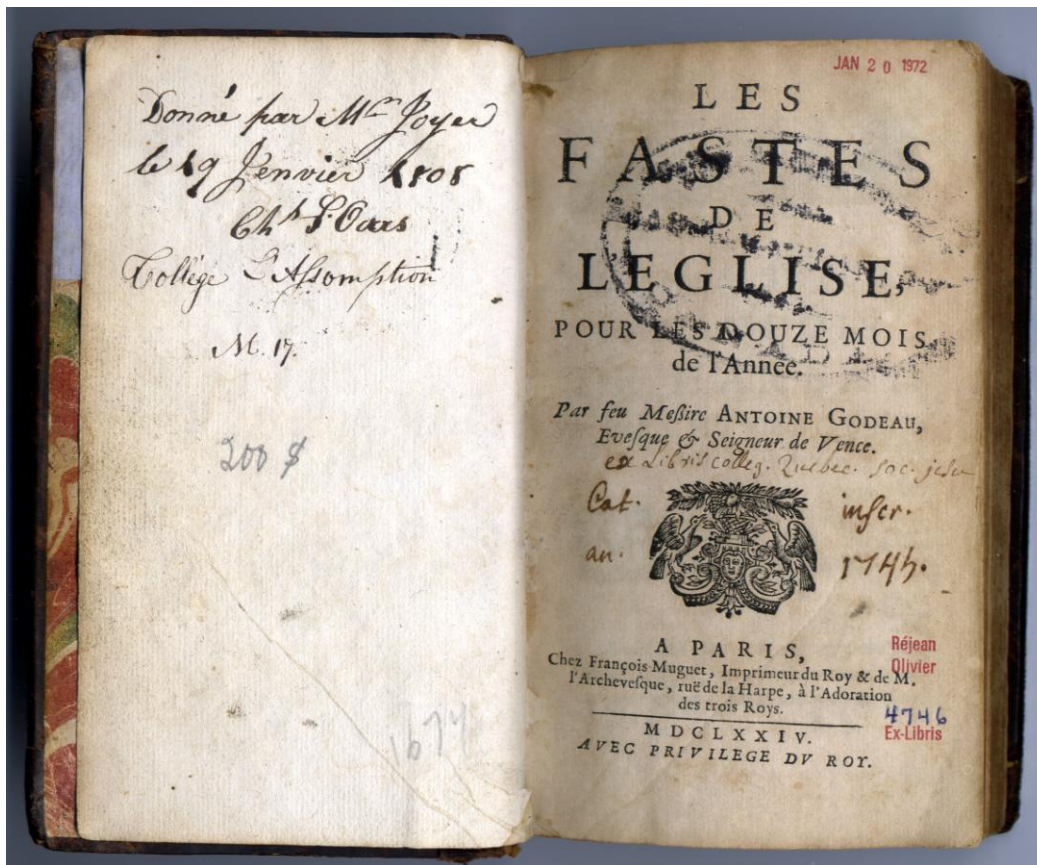 Donné par Mr Joyer
le 19 Janvier 1808
Collège L'Assomption
M. 17.
200 $
1674
JAN 20 1972
LES
FASTES
DE
L'EGLISE,
POUR LES DOUZE MOIS
de l'Année.
Par feu Meßire ANTOINE GODEAU,
Evesque & Seigneur de Vence.
ex Libris colleg. Quebec. soc. jesu
Cat. inscr.
an. 1745.
A PARIS,
Chez François Muguet, Imprimeur du Roy & de M.
l'Archevesque, ruë de la Harpe, à l'Adoration
des trois Roys.
MDCLXXIV.
AVEC PRIVILEGE DV ROY.
Réjean
Olivier
4746
Ex-Libris